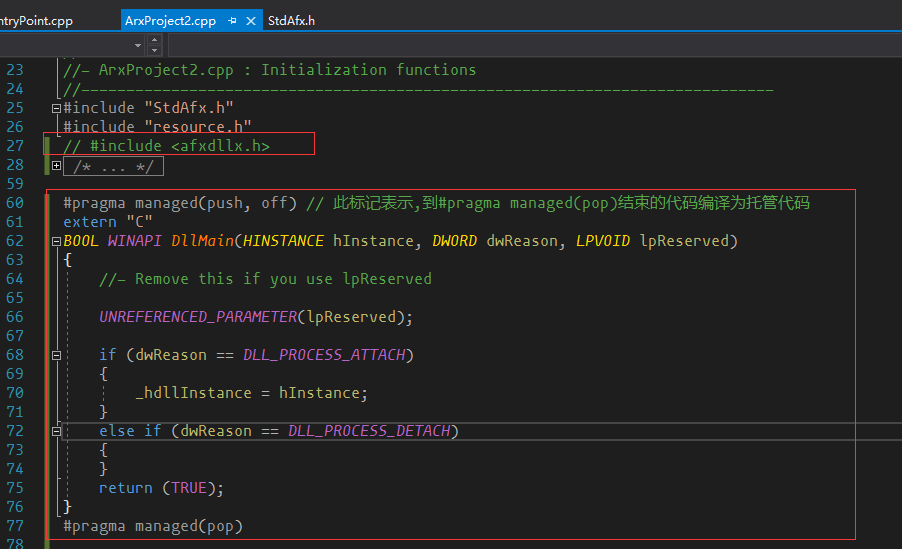 ntryPoint.cpp ArxProject2.cpp StdAfx.h
23 //- ArxProject2.cpp : Initialization functions
24 //-----------------------------------------------------------------------------
25 #include "StdAfx.h"
26 #include "resource.h"
27 // #include <afxdllx.h>
28 /* ... */
59
60 #pragma managed(push, off) // 此标记表示,到#pragma managed(pop)结束的代码编译为托管代码
61 extern "C"
62 BOOL WINAPI DllMain(HINSTANCE hInstance, DWORD dwReason, LPVOID lpReserved)
63 {
64 //- Remove this if you use lpReserved
65
66 UNREFERENCED_PARAMETER(lpReserved);
67
68 if (dwReason == DLL_PROCESS_ATTACH)
69 {
70 _hdllInstance = hInstance;
71 }
72 else if (dwReason == DLL_PROCESS_DETACH)
73 {
74 }
75 return (TRUE);
76 }
77 #pragma managed(pop)
78